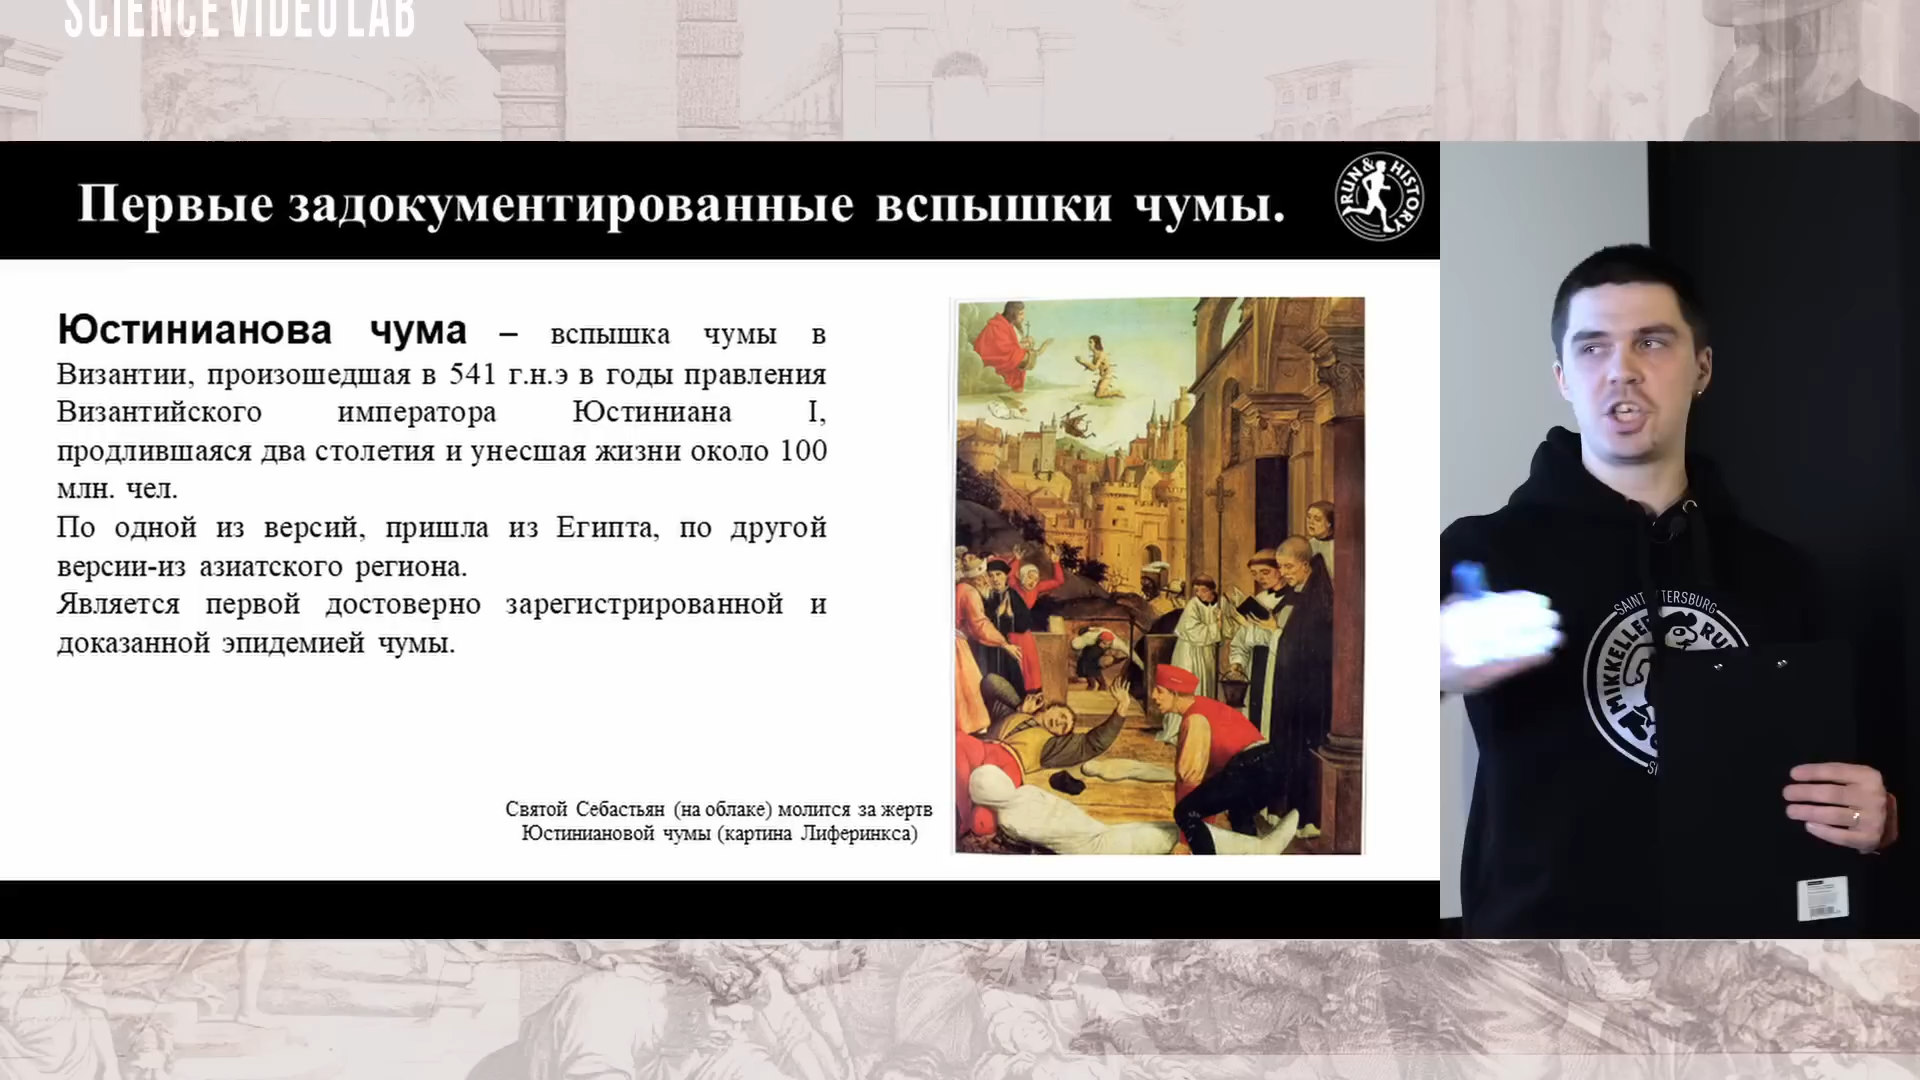 SCIENCE VIDEO LAB
Первые задокументированные вспышки чумы.
RUN & HISTORY
Юстинианова чума – вспышка чумы в
Византии, произошедшая в 541 г.н.э в годы правления
Византийского императора Юстиниана I,
продлившаяся два столетия и унесшая жизни около 100
млн. чел.
По одной из версий, пришла из Египта, по другой
версии-из азиатского региона.
Является первой достоверно зарегистрированной и
доказанной эпидемией чумы.
Святой Себастьян (на облаке) молится за жертв
Юстиниановой чумы (картина Лиферинкса)
SAINT
MIKKELLER